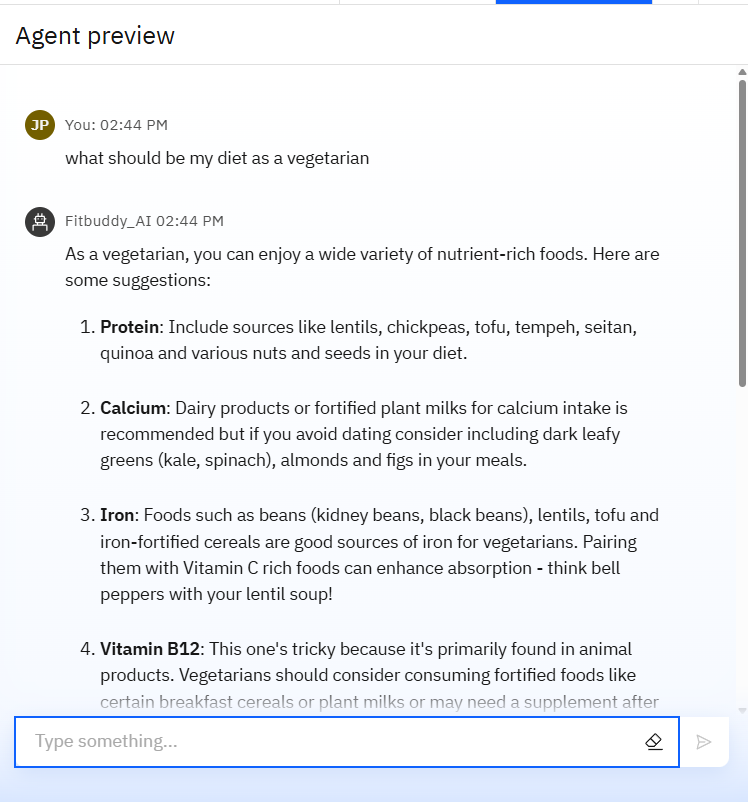 Agent preview
JP
You: 02:44 PM
what should be my diet as a vegetarian
Fitbuddy_AI 02:44 PM
As a vegetarian, you can enjoy a wide variety of nutrient-rich foods. Here are
some suggestions:
1. Protein: Include sources like lentils, chickpeas, tofu, tempeh, seitan,
quinoa and various nuts and seeds in your diet.
2. Calcium: Dairy products or fortified plant milks for calcium intake is
recommended but if you avoid dating consider including dark leafy
greens (kale, spinach), almonds and figs in your meals.
3. Iron: Foods such as beans (kidney beans, black beans), lentils, tofu and
iron-fortified cereals are good sources of iron for vegetarians. Pairing
them with Vitamin C rich foods can enhance absorption - think bell
peppers with your lentil soup!
4. Vitamin B12: This one's tricky because it's primarily found in animal
products. Vegetarians should consider consuming fortified foods like
certain breakfast cereals or plant milks or may need a supplement after
Type something...